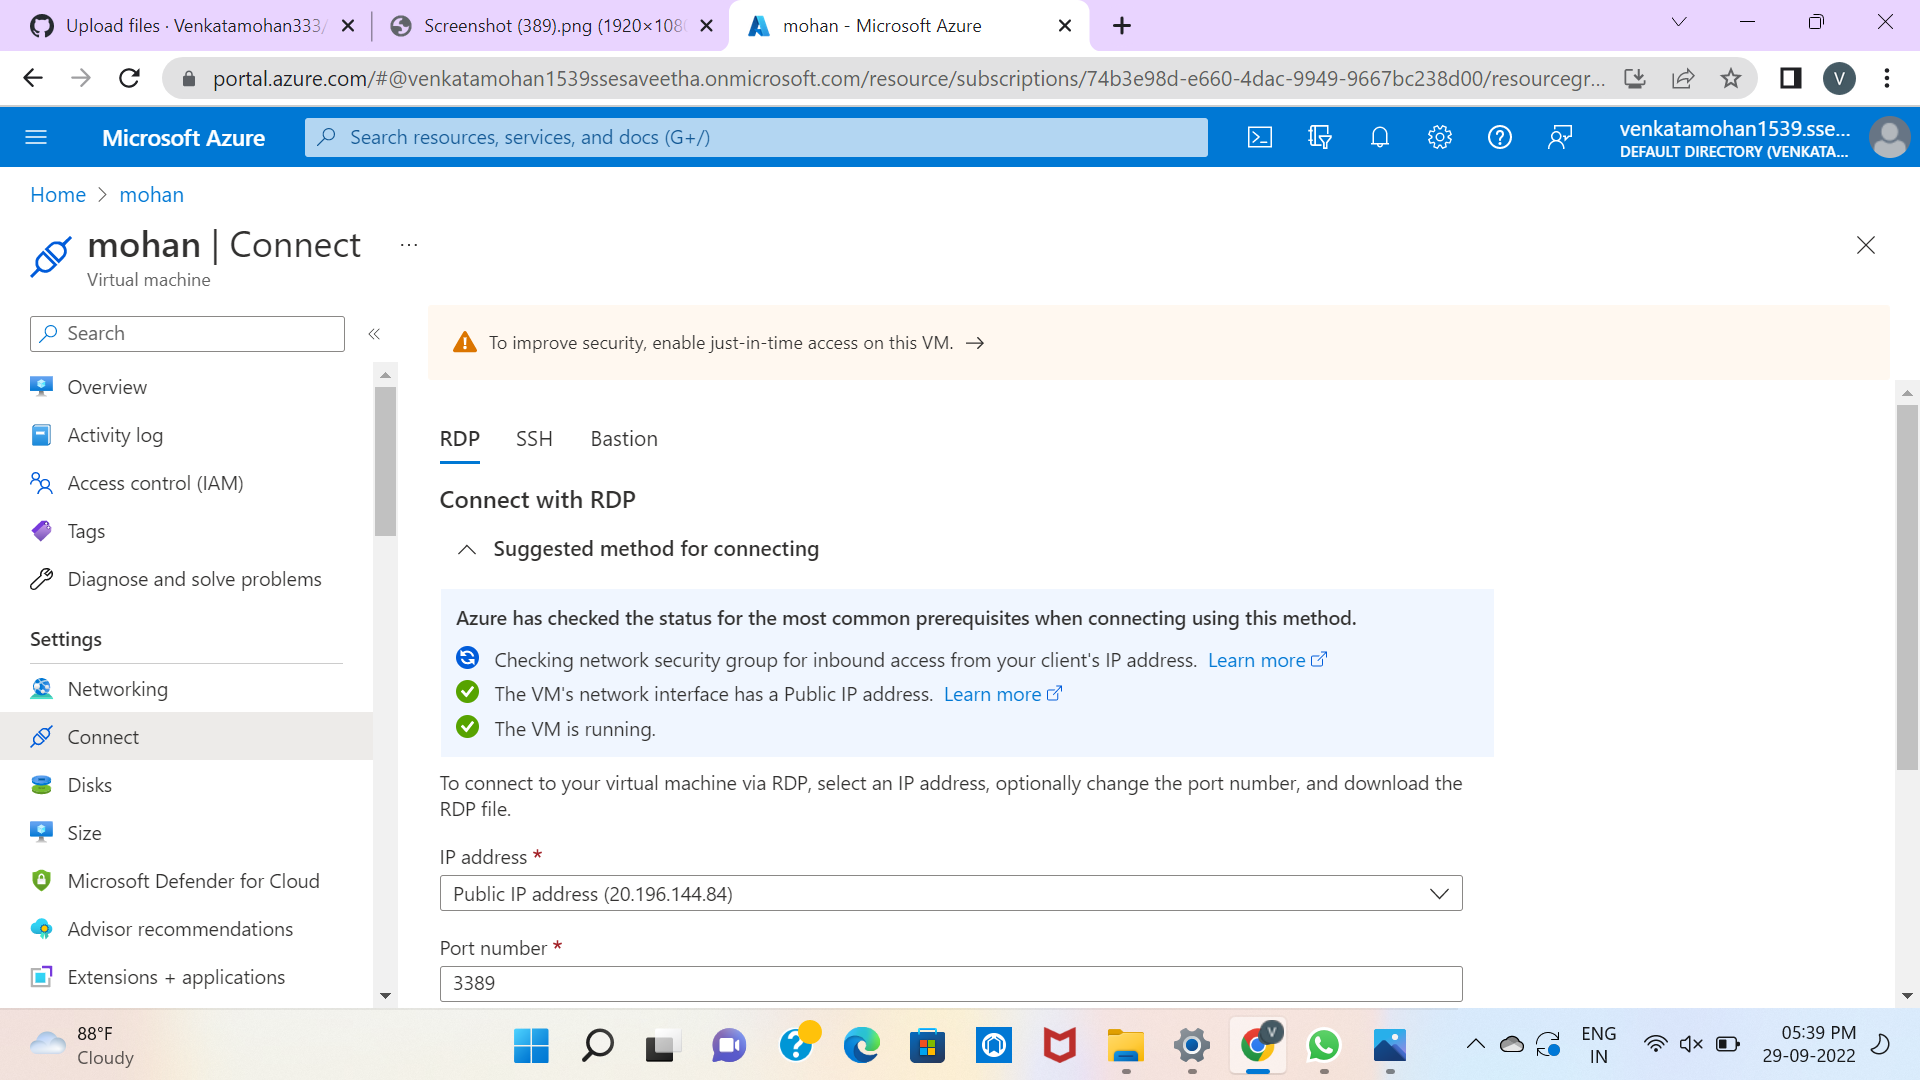 Upload files · Venkatamohan333/
Screenshot (389).png (1920×108
mohan - Microsoft Azure
portal.azure.com/#@venkatamohan1539ssesaveetha.onmicrosoft.com/resource/subscriptions/74b3e98d-e660-4dac-9949-9667bc238d00/resourcegr...
V
Microsoft Azure
Search resources, services, and docs (G+/)
venkatamohan1539.sse...
DEFAULT DIRECTORY (VENKATA...
Home > mohan
mohan | Connect ...
Virtual machine
Search
«
Overview
Activity log
Access control (IAM)
Tags
Diagnose and solve problems
Settings
Networking
Connect
Disks
Size
Microsoft Defender for Cloud
Advisor recommendations
Extensions + applications
To improve security, enable just-in-time access on this VM. →
RDP SSH Bastion
Connect with RDP
Suggested method for connecting
Azure has checked the status for the most common prerequisites when connecting using this method.
Checking network security group for inbound access from your client's IP address. Learn more
The VM's network interface has a Public IP address. Learn more
The VM is running.
To connect to your virtual machine via RDP, select an IP address, optionally change the port number, and download the
RDP file.
IP address *
Public IP address (20.196.144.84)
Port number *
3389
88°F
Cloudy
V
ENG
IN
05:39 PM
29-09-2022